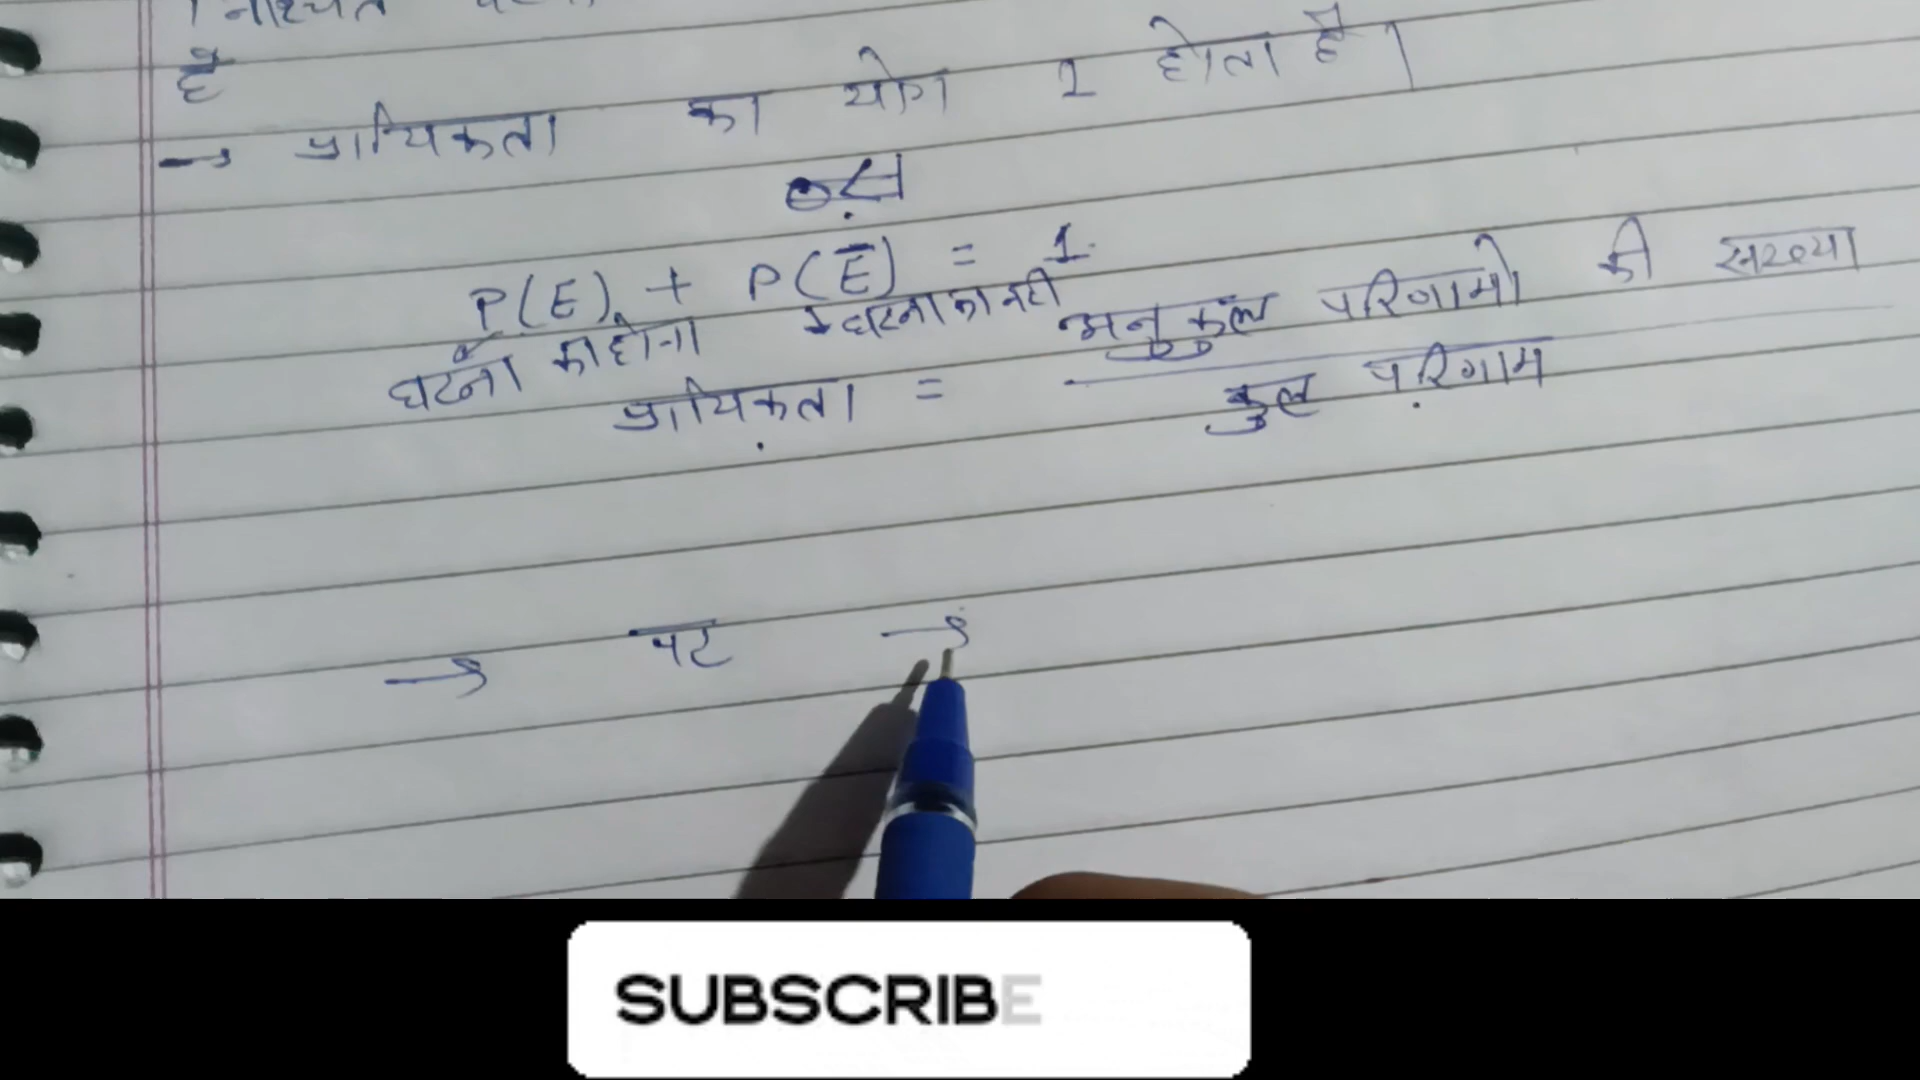 निश्चित
है
→ प्रायिकता का योग 1 होता है।
P(E) + P(E̅) = 1
घटना का होना घटना का नही
प्रायिकता = अनुकुल परिणामो की संख्या
कुल परिणाम
→ पट →
SUBSCRIBE